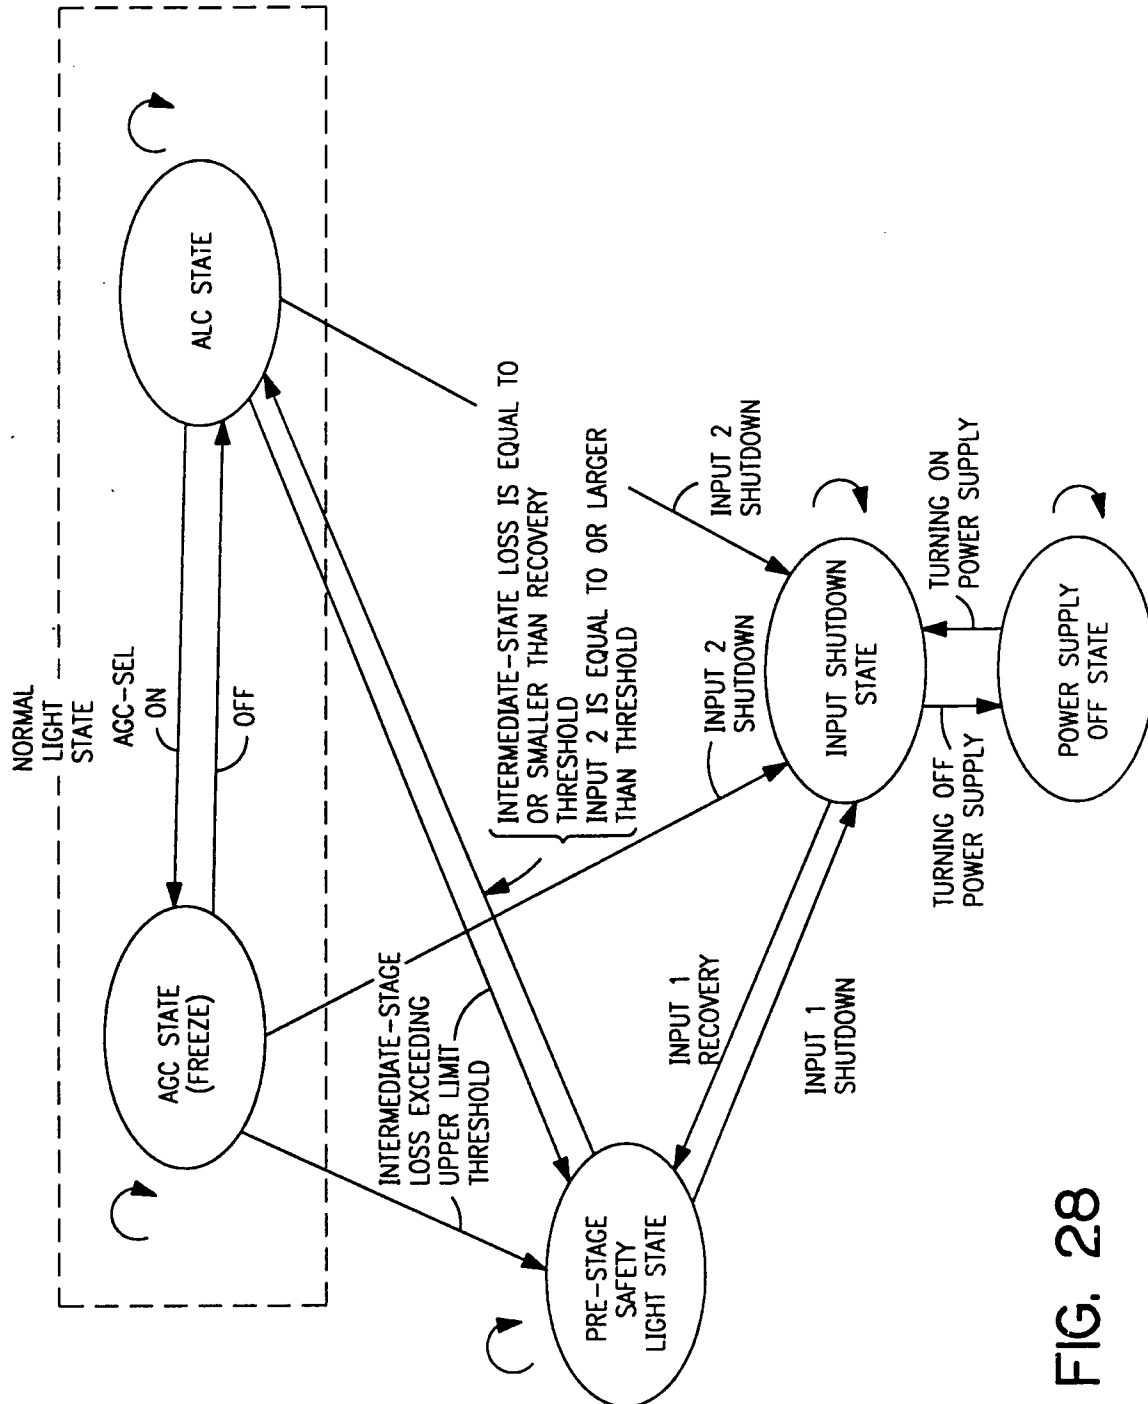 NORMAL
LIGHT
STATE
AGC-SEL
ON
OFF
AGC STATE
(FREEZE)
ALC STATE
INTERMEDIATE-STAGE
LOSS EXCEEDING
UPPER LIMIT
THRESHOLD
INTERMEDIATE-STATE LOSS IS EQUAL TO
OR SMALLER THAN RECOVERY
THRESHOLD
INPUT 2 IS EQUAL TO OR LARGER
THAN THRESHOLD
INPUT 2
SHUTDOWN
INPUT 2
SHUTDOWN
PRE-STAGE
SAFETY
LIGHT STATE
INPUT 1
RECOVERY
INPUT 1
SHUTDOWN
INPUT SHUTDOWN
STATE
TURNING OFF
POWER SUPPLY
TURNING ON
POWER SUPPLY
POWER SUPPLY
OFF STATE
FIG. 28